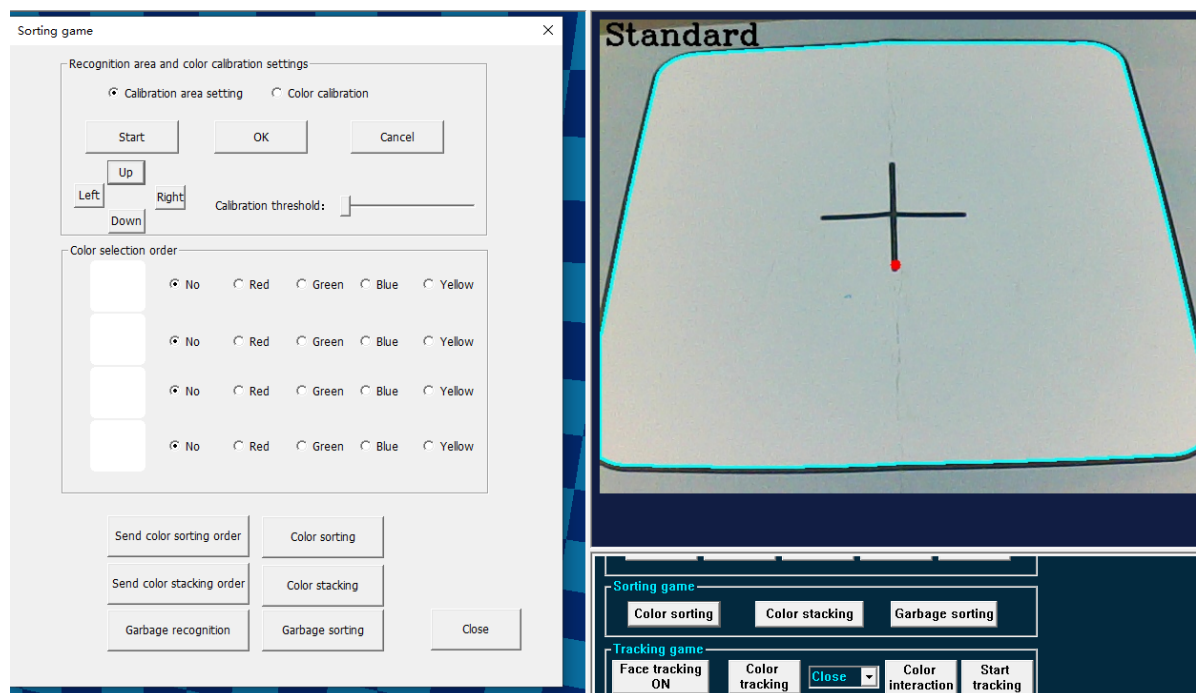 Sorting game
Recognition area and color calibration settings
Calibration area setting Color calibration
Start OK Cancel
Up
Left Right
Calibration threshold:
Down
Color selection order
No Red Green Blue Yellow
No Red Green Blue Yellow
No Red Green Blue Yellow
No Red Green Blue Yellow
Send color sorting order Color sorting
Send color stacking order Color stacking
Garbage recognition Garbage sorting Close
Standard
Sorting game
Color sorting Color stacking Garbage sorting
Tracking game
Face tracking ON Color tracking Close Color interaction Start tracking